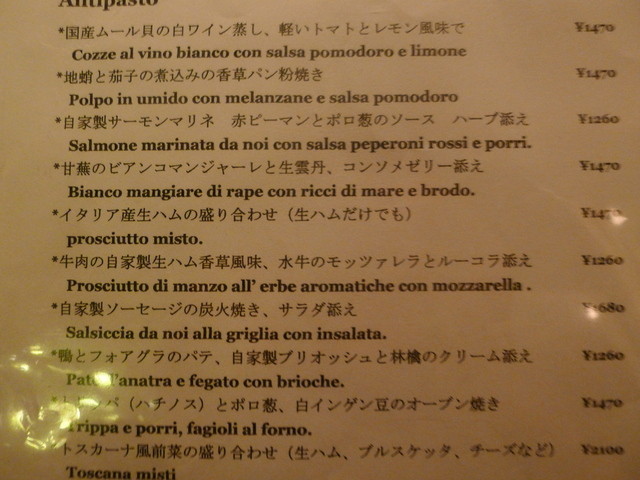 Antipasto
*国産ムール貝の白ワイン蒸し、軽いトマトとレモン風味で ¥1470
Cozze al vino bianco con salsa pomodoro e limone
*地蛸と茄子の煮込みの香草パン粉焼き ¥1470
Polpo in umido con melanzane e salsa pomodoro
*自家製サーモンマリネ 赤ピーマンとポロ葱のソース ハーブ添え ¥1260
Salmone marinata da noi con salsa peperoni rossi e porri.
*甘蕪のビアンコマンジャーレと生雲丹、コンソメゼリー添え ¥1470
Bianco mangiare di rape con ricci di mare e brodo.
*イタリア産生ハムの盛り合わせ（生ハムだけでも） ¥1470
prosciutto misto.
*牛肉の自家製生ハム香草風味、水牛のモッツァレラとルーコラ添え ¥1260
Prosciutto di manzo all' erbe aromatiche con mozzarella .
*自家製ソーセージの炭火焼き、サラダ添え 680
Salsiccia da noi alla griglia con insalata.
*鴨とフォアグラのパテ、自家製ブリオッシュと林檎のクリーム添え ¥1260
Pate l'anatra e fegato con brioche.
（ハチノス）とポロ葱、白インゲン豆のオーブン焼き ¥1470
Trippa e porri, fagioli al forno.
トスカーナ風前菜の盛り合わせ（生ハム、ブルスケッタ、チーズなど） ¥2100
Toscana misti